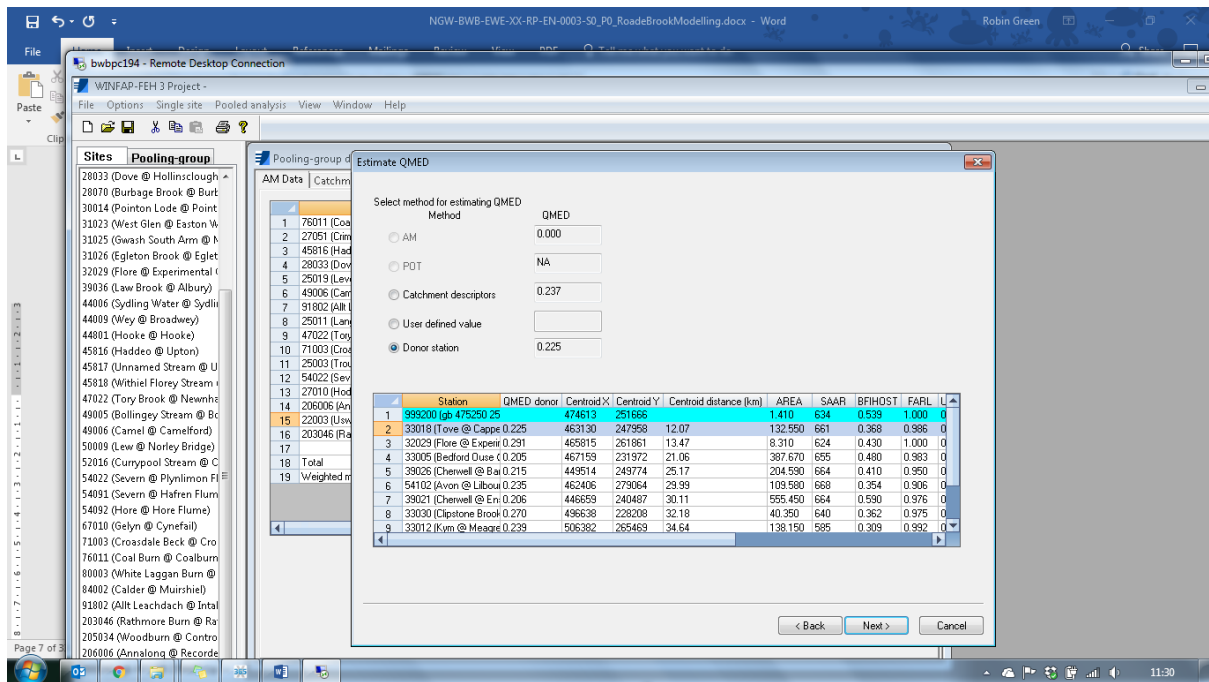 NGW-BWB-EWE-XX-RP-EN-0003-S0_P0_RoadeBrookModelling.docx - Word
Robin Green
File
bwbpc194 - Remote Desktop Connection
WINFAP-FEH 3 Project -
File Options Single site Pooled analysis View Window Help
Paste
Clip
Sites Pooling-group
28033 (Dove @ Hollinsclough
28070 (Burbage Brook @ Burb
30014 (Pointon Lode @ Point
31023 (West Glen @ Easton W
31025 (Gwash South Arm @ M
31026 (Egleton Brook @ Eglet
32029 (Flore @ Experimental
39036 (Law Brook @ Albury)
44006 (Sydling Water @ Sydli
44009 (Wey @ Broadwey)
44801 (Hooke @ Hooke)
45816 (Haddeo @ Upton)
45817 (Unnamed Stream @ U
45818 (Withiel Florey Stream
47022 (Tory Brook @ Newnha
49005 (Bollingey Stream @ Bo
49006 (Camel @ Camelford)
50009 (Lew @ Norley Bridge)
52016 (Currypool Stream @ C
54022 (Severn @ Plynlimon Fl
54091 (Severn @ Hafren Flum
54092 (Hore @ Hore Flume)
67010 (Gelyn @ Cynefail)
71003 (Croasdale Beck @ Cro
76011 (Coal Burn @ Coalburn
80003 (White Laggan Burn @
84002 (Calder @ Muirshiel)
91802 (Allt Leachdach @ Intal
203046 (Rathmore Burn @ Ra
205034 (Woodburn @ Contro
206006 (Annalong @ Recorde
Pooling-group d
AM Data Catchm
1 76011 (Coa
2 27051 (Crim
3 45816 (Had
4 28033 (Dov
5 25019 (Lev
6 49006 (Cam
7 91802 (Allt L
8 25011 (Lan
9 47022 (Tory
10 71003 (Croa
11 25003 (Trou
12 54022 (Sev
13 27010 (Hod
14 206006 (An
15 22003 (Usw
16 203046 (Ra
17
18 Total
19 Weighted m
Estimate QMED
Select method for estimating QMED
Method QMED
AM 0.000
POT NA
Catchment descriptors 0.237
User defined value
Donor station 0.225
Station QMED donor Centroid X Centroid Y Centroid distance (km) AREA SAAR BFIHOST FARL U
1 999200 (gb 475250 25 474613 251666 1.410 634 0.539 1.000 0
2 33018 (Tove @ Cappe 0.225 463130 247958 12.07 132.550 661 0.368 0.986 0
3 32029 (Flore @ Experin 0.291 465815 261861 13.47 8.310 624 0.430 1.000 0
4 33005 (Bedford Ouse ( 0.205 467159 231972 21.06 387.670 655 0.480 0.983 0
5 39026 (Cherwell @ Bar 0.215 449514 249774 25.17 204.590 664 0.410 0.950 0
6 54102 (Avon @ Lilbour 0.235 462406 279064 29.99 109.580 668 0.354 0.906 0
7 39021 (Cherwell @ En: 0.206 446659 240487 30.11 555.450 664 0.590 0.976 0
8 33030 (Clipstone Brook 0.270 496638 228208 32.18 40.350 640 0.362 0.975 0
9 33012 (Kym @ Meagre 0.239 506382 265469 34.64 138.150 585 0.309 0.992 0
< Back Next > Cancel
Page 7 of 3
11:30